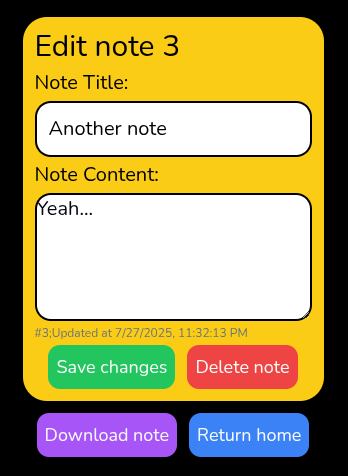 Edit note 3
Note Title:
Another note
Note Content:
Yeah...
#3;Updated at 7/27/2025, 11:32:13 PM
Save changes
Delete note
Download note
Return home